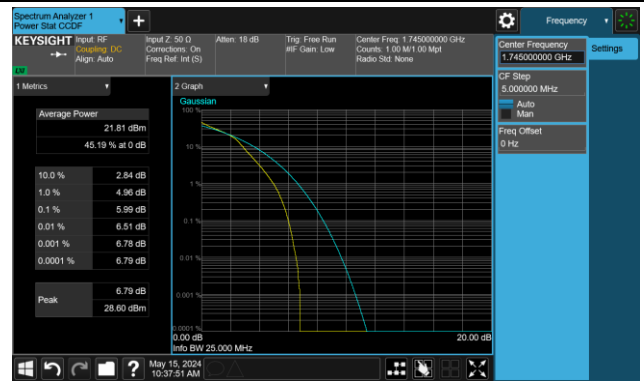 Spectrum Analyzer 1
Power Stat CCDF
Frequency
KEYSIGHT
Input: RF
Coupling: DC
Align: Auto
Input Z: 50 Ω
Corrections: On
Freq Ref: Int (S)
Atten: 18 dB
Trig: Free Run
#IF Gain: Low
Center Freq: 1.745000000 GHz
Counts: 1.00 M/1.00 Mpt
Radio Std: None
LW
Center Frequency
1.745000000 GHz
Settings
CF Step
5.000000 MHz
Auto
Man
Freq Offset
0 Hz
1 Metrics
Average Power
21.81 dBm
45.19 % at 0 dB
10.0 % 2.84 dB
1.0 % 4.96 dB
0.1 % 5.99 dB
0.01 % 6.51 dB
0.001 % 6.78 dB
0.0001 % 6.79 dB
Peak
6.79 dB
28.60 dBm
2 Graph
Gaussian
100 %
10 %
1 %
0.1 %
0.01 %
0.001 %
0.0001 %
0.00 dB
20.00 dB
Info BW 25.000 MHz
?
May 15, 2024
10:37:51 AM